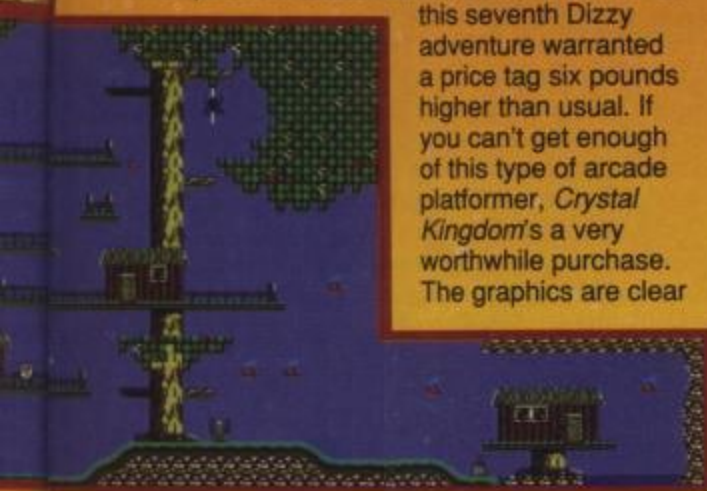 this seventh Dizzy
adventure warranted
a price tag six pounds
higher than usual. If
you can't get enough
of this type of arcade
platformer, Crystal
Kingdom's a very
worthwhile purchase.
The graphics are clear